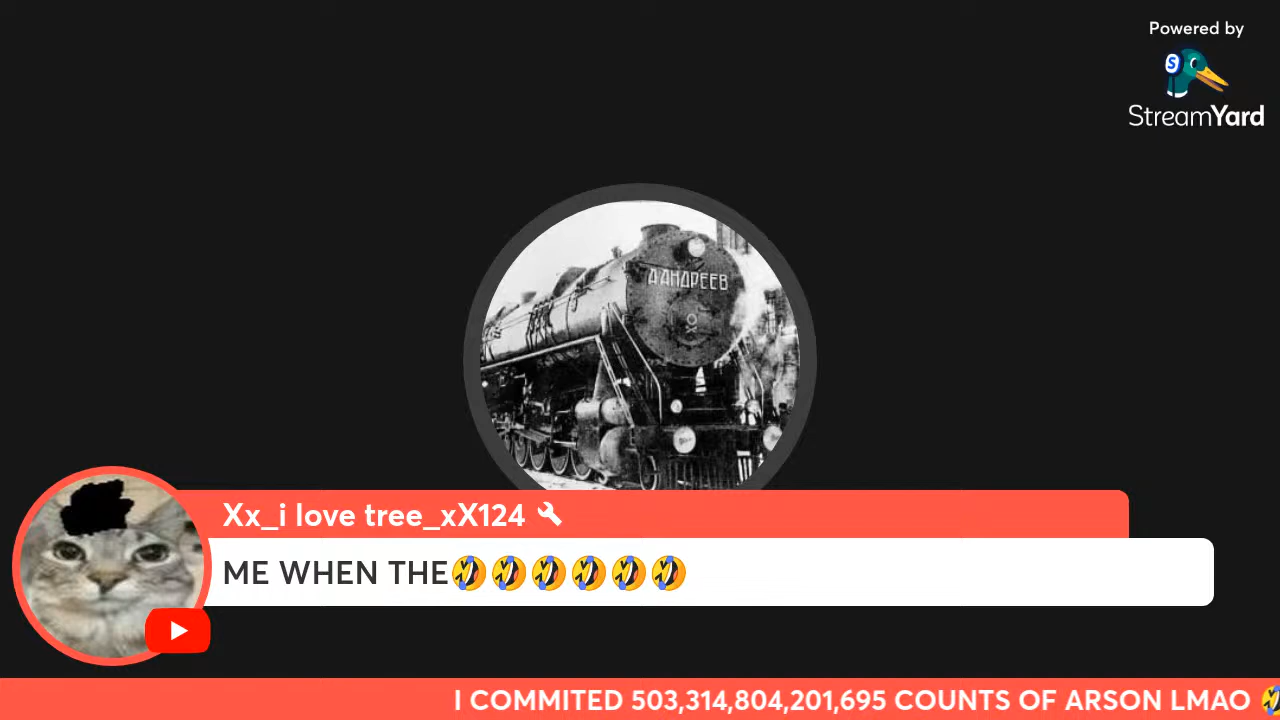 Powered by
S
StreamYard
ААНДРЕЕВ
Xx_i love tree_xX124
ME WHEN THE🤣🤣🤣🤣🤣🤣
I COMMITED 503,314,804,201,695 COUNTS OF ARSON LMAO 🤣